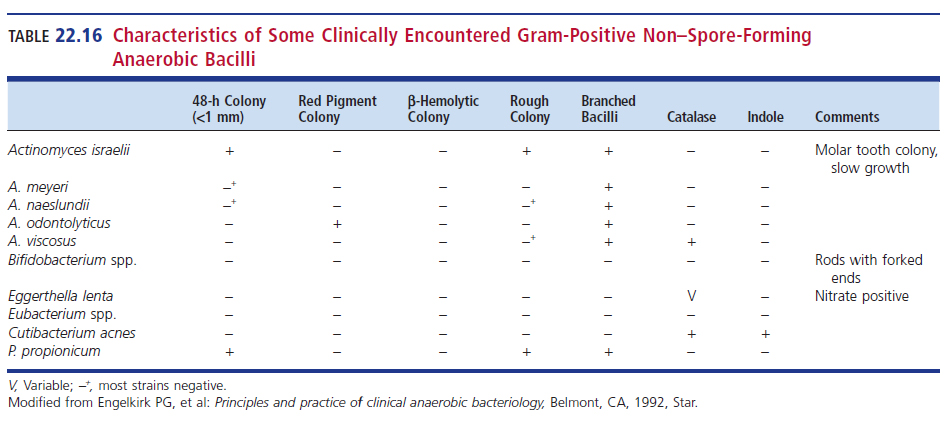 TABLE 22.16 Characteristics of Some Clinically Encountered Gram-Positive Non–Spore-Forming
Anaerobic Bacilli
48-h Colony (<1 mm) Red Pigment Colony β-Hemolytic Colony Rough Colony Branched Bacilli Catalase Indole Comments
Actinomyces israelii + – – + + – – Molar tooth colony, slow growth
A. meyeri –⁺ – – – + – –
A. naeslundii –⁺ – – –⁺ + – –
A. odontolyticus – + – – + – –
A. viscosus – – – –⁺ + + –
Bifidobacterium spp. – – – – – – – Rods with forked ends
Eggerthella lenta – – – – – V – Nitrate positive
Eubacterium spp. – – – – – – –
Cutibacterium acnes – – – – – + +
P. propionicum + – – + + – –
V, Variable; –⁺, most strains negative.
Modified from Engelkirk PG, et al: Principles and practice of clinical anaerobic bacteriology, Belmont, CA, 1992, Star.